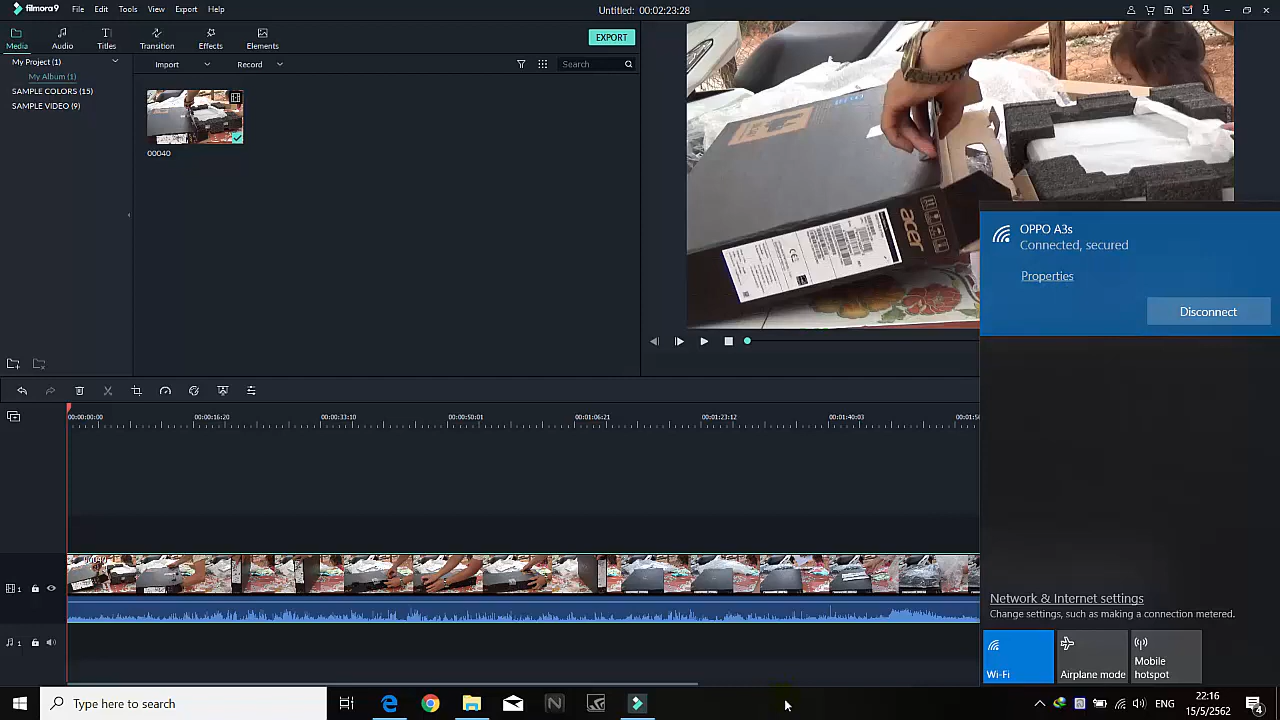 filmora9 File Edit Tools View Export Help
Untitled: 00:02:23:28
Media Audio Titles Transition Effects Elements
EXPORT
My Project (1)
Import Record Search
My Album (1)
SAMPLE COLORS (15)
SAMPLE VIDEO (9)
00040
acer
OPPO A3s
Connected, secured
Properties
Disconnect
00:00:00:00 00:00:16:20 00:00:33:10 00:00:50:01 00:01:06:21 00:01:23:12 00:01:40:03
1
1
Network & Internet settings
Change settings, such as making a connection metered.
Wi-Fi
Airplane mode
Mobile
hotspot
Type here to search
ENG
22:16
15/5/2562
4